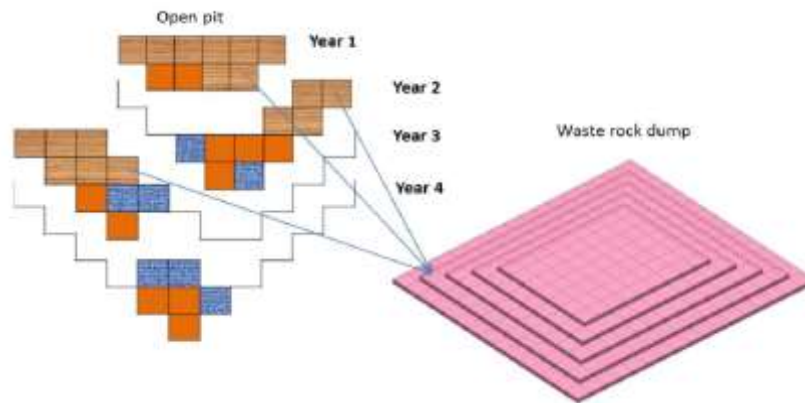 Open pit
Year 1
Year 2
Year 3
Waste rock dump
Year 4